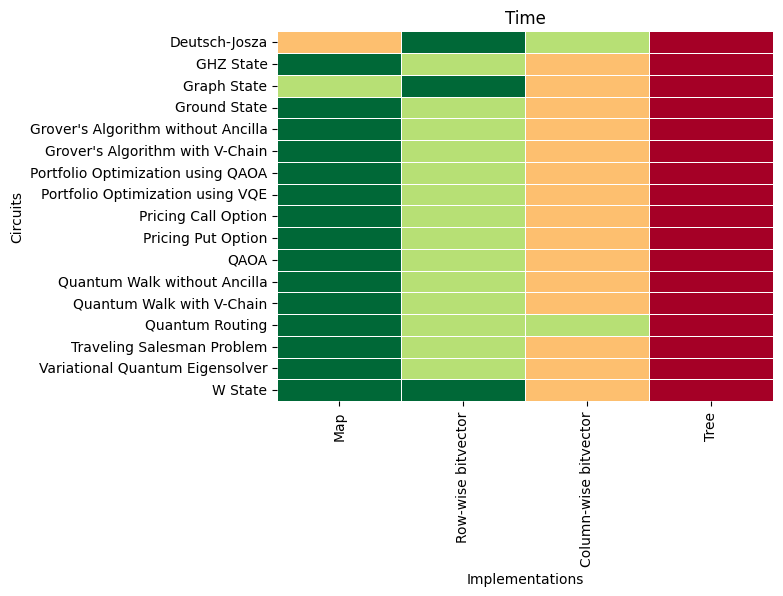 Time
Circuits
Deutsch-Josza
GHZ State
Graph State
Ground State
Grover's Algorithm without Ancilla
Grover's Algorithm with V-Chain
Portfolio Optimization using QAOA
Portfolio Optimization using VQE
Pricing Call Option
Pricing Put Option
QAOA
Quantum Walk without Ancilla
Quantum Walk with V-Chain
Quantum Routing
Traveling Salesman Problem
Variational Quantum Eigensolver
W State
Map
Row-wise bitvector
Column-wise bitvector
Tree
Implementations